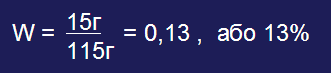 W = 15г/115г = 0,13 , або 13%